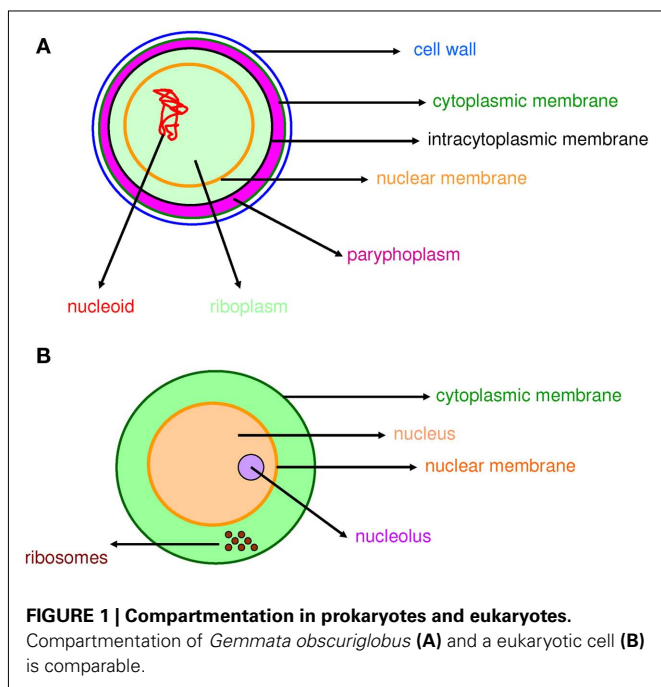 A
cell wall
cytoplasmic membrane
intracytoplasmic membrane
nuclear membrane
paryphoplasm
nucleoid
riboplasm
B
cytoplasmic membrane
nucleus
nuclear membrane
nucleolus
ribosomes
FIGURE 1 | Compartmentation in prokaryotes and eukaryotes.
Compartmentation of Gemmata obscuriglobus (A) and a eukaryotic cell (B)
is comparable.